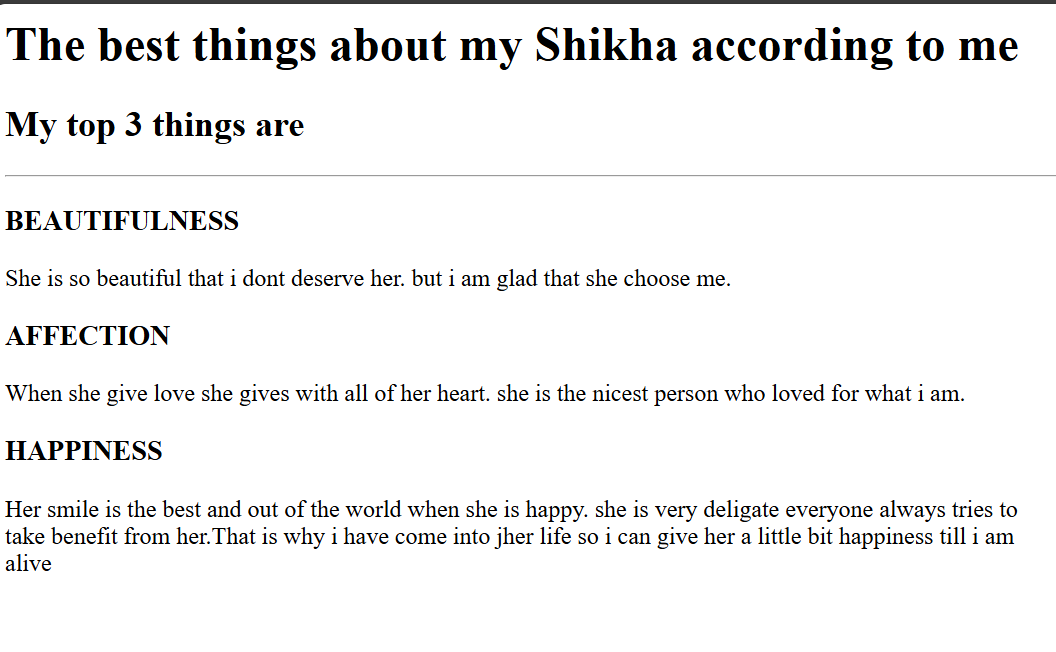 The best things about my Shikha according to me
My top 3 things are
BEAUTIFULNESS
She is so beautiful that i dont deserve her. but i am glad that she choose me.
AFFECTION
When she give love she gives with all of her heart. she is the nicest person who loved for what i am.
HAPPINESS
Her smile is the best and out of the world when she is happy. she is very deligate everyone always tries to
take benefit from her.That is why i have come into jher life so i can give her a little bit happiness till i am
alive